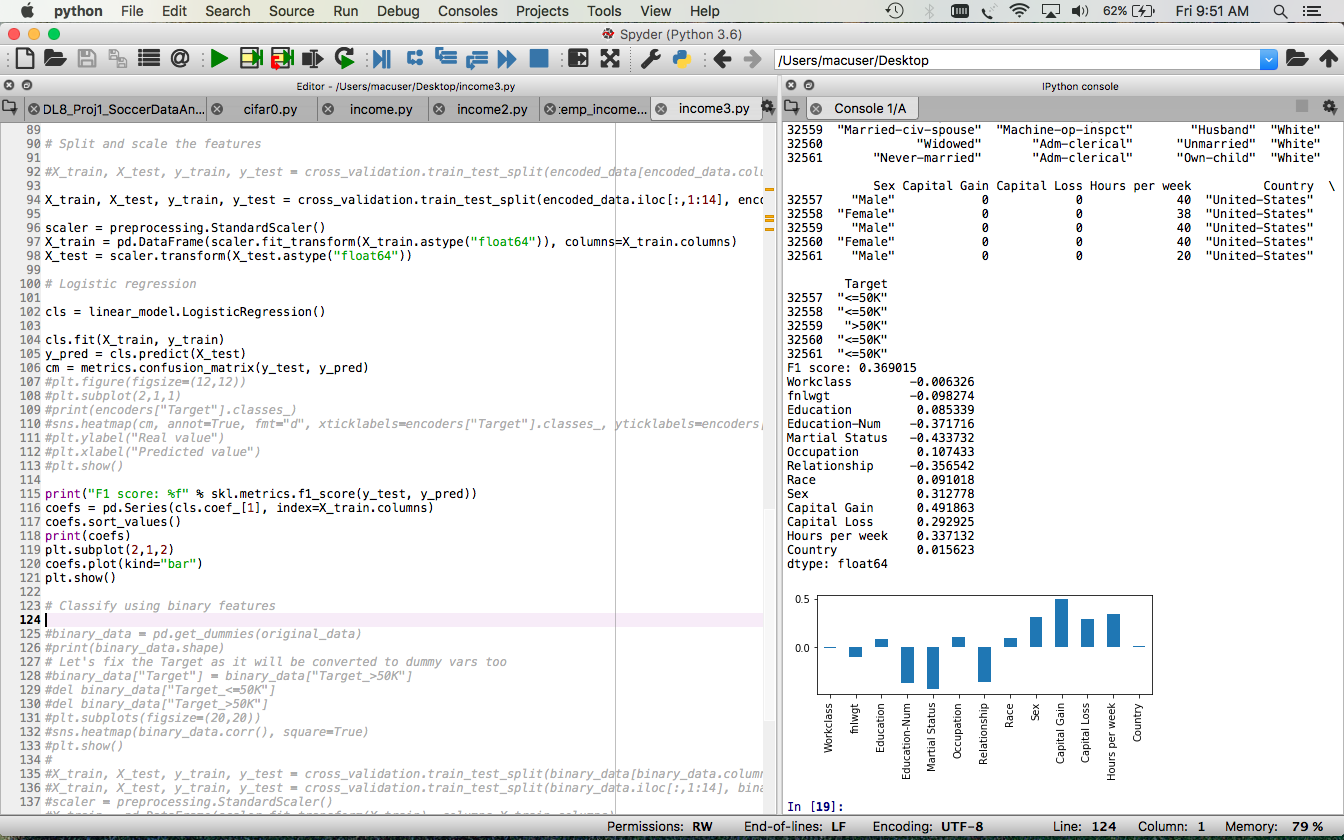 python File Edit Search Source Run Debug Consoles Projects Tools View Help 62% Fri 9:51 AM
Spyder (Python 3.6)
/Users/macuser/Desktop
Editor - /Users/macuser/Desktop/income3.py
DL8_Proj1_SoccerDataAn... cifar0.py income.py income2.py :emp_income... income3.py
89
90 # Split and scale the features
91
92 #X_train, X_test, y_train, y_test = cross_validation.train_test_split(encoded_data[encoded_data.colu
93
94 X_train, X_test, y_train, y_test = cross_validation.train_test_split(encoded_data.iloc[:,1:14], enco
95
96 scaler = preprocessing.StandardScaler()
97 X_train = pd.DataFrame(scaler.fit_transform(X_train.astype("float64")), columns=X_train.columns)
98 X_test = scaler.transform(X_test.astype("float64"))
99
100 # Logistic regression
101
102 cls = linear_model.LogisticRegression()
103
104 cls.fit(X_train, y_train)
105 y_pred = cls.predict(X_test)
106 cm = metrics.confusion_matrix(y_test, y_pred)
107 #plt.figure(figsize=(12,12))
108 #plt.subplot(2,1,1)
109 #print(encoders["Target"].classes_)
110 #sns.heatmap(cm, annot=True, fmt="d", xticklabels=encoders["Target"].classes_, yticklabels=encoders[
111 #plt.ylabel("Real value")
112 #plt.xlabel("Predicted value")
113 #plt.show()
114
115 print("F1 score: %f" % skl.metrics.f1_score(y_test, y_pred))
116 coefs = pd.Series(cls.coef_[1], index=X_train.columns)
117 coefs.sort_values()
118 print(coefs)
119 plt.subplot(2,1,2)
120 coefs.plot(kind="bar")
121 plt.show()
122
123 # Classify using binary features
124
125 #binary_data = pd.get_dummies(original_data)
126 #print(binary_data.shape)
127 # Let's fix the Target as it will be converted to dummy vars too
128 #binary_data["Target"] = binary_data["Target_>50K"]
129 #del binary_data["Target_<=50K"]
130 #del binary_data["Target_>50K"]
131 #plt.subplots(figsize=(20,20))
132 #sns.heatmap(binary_data.corr(), square=True)
133 #plt.show()
134 #
135 #X_train, X_test, y_train, y_test = cross_validation.train_test_split(binary_data[binary_data.column
136 #X_train, X_test, y_train, y_test = cross_validation.train_test_split(binary_data.iloc[:,1:14], bina
137 #scaler = preprocessing.StandardScaler()
IPython console
Console 1/A
32559 "Married-civ-spouse" "Machine-op-inspct" "Husband" "White"
32560 "Widowed" "Adm-clerical" "Unmarried" "White"
32561 "Never-married" "Adm-clerical" "Own-child" "White"
Sex Capital Gain Capital Loss Hours per week Country \
32557 "Male" 0 0 40 "United-States"
32558 "Female" 0 0 38 "United-States"
32559 "Male" 0 0 40 "United-States"
32560 "Female" 0 0 40 "United-States"
32561 "Male" 0 0 20 "United-States"
Target
32557 "<=50K"
32558 "<=50K"
32559 ">50K"
32560 "<=50K"
32561 "<=50K"
F1 score: 0.369015
Workclass -0.006326
fnlwgt -0.098274
Education 0.085339
Education-Num -0.371716
Martial Status -0.433732
Occupation 0.107433
Relationship -0.356542
Race 0.091018
Sex 0.312778
Capital Gain 0.491863
Capital Loss 0.292925
Hours per week 0.337132
Country 0.015623
dtype: float64
0.5
0.0
Workclass
fnlwgt
Education
Education-Num
Martial Status
Occupation
Relationship
Race
Sex
Capital Gain
Capital Loss
Hours per week
Country
In [19]:
Permissions: RW End-of-lines: LF Encoding: UTF-8 Line: 124 Column: 1 Memory: 79 %